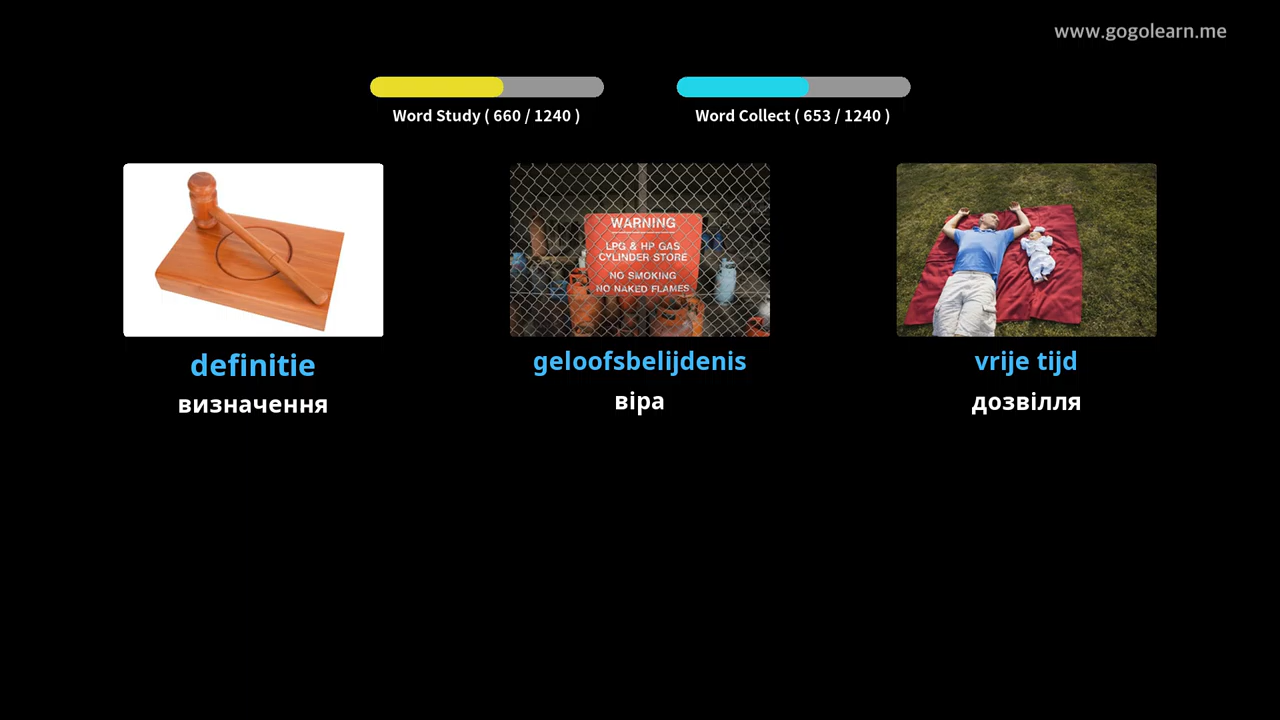 www.gogolearn.me
Word Study ( 660 / 1240 )
Word Collect ( 653 / 1240 )
WARNING
LPG & HP GAS
CYLINDER STORE
NO SMOKING
NO NAKED FLAMES
definitie
визначення
geloofsbelijdenis
віра
vrije tijd
дозвілля